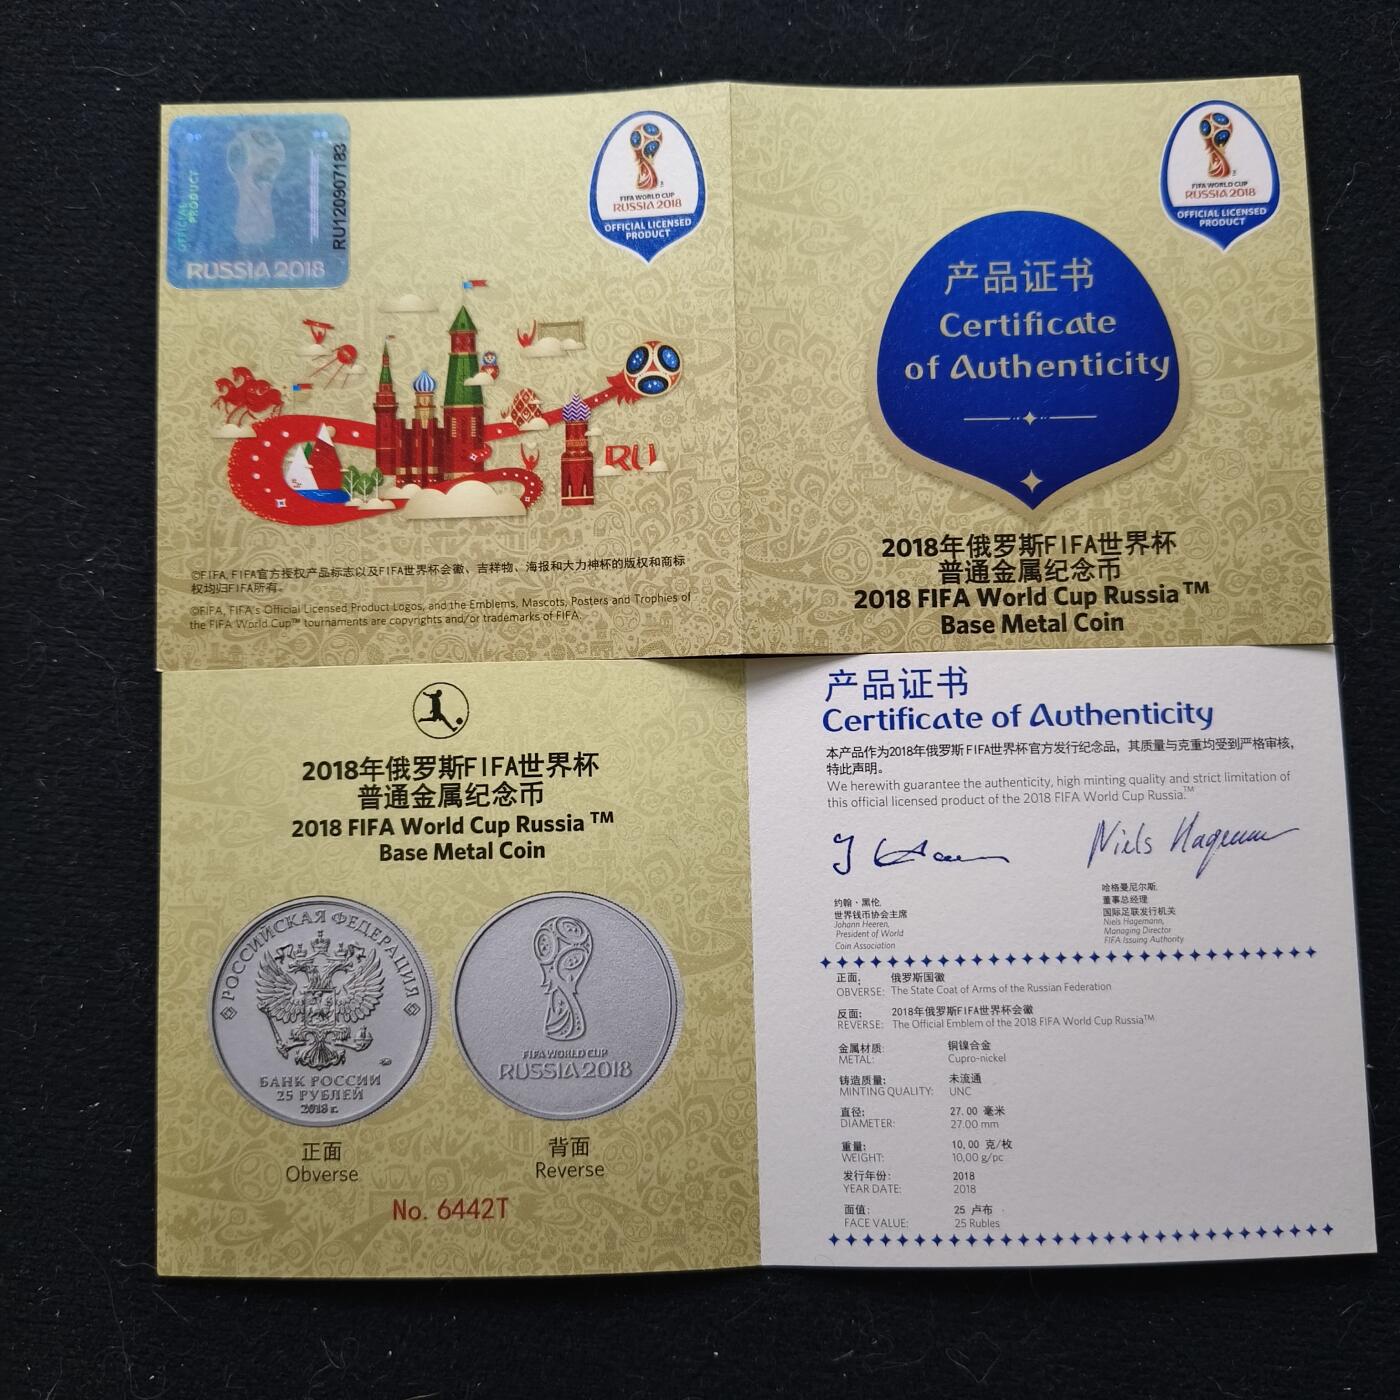 OFFICIAL PRODUCT
RUSSIA 2018
RU120907183
FIFA WORLD CUP
RUSSIA 2018
OFFICIAL LICENSED
PRODUCT
RU
©FIFA, FIFA官方授权产品标志以及FIFA世界杯会徽、吉祥物、海报和大力神杯的版权和商标
权均归FIFA所有。
©FIFA, FIFA's Official Licensed Product Logos, and the Emblems, Mascots, Posters and Trophies of
the FIFA World Cup™ tournaments are copyrights and/or trademarks of FIFA.
FIFA WORLD CUP
RUSSIA 2018
OFFICIAL LICENSED
PRODUCT
产品证书
Certificate
of Authenticity
2018年俄罗斯FIFA世界杯
普通金属纪念币
2018 FIFA World Cup Russia™
Base Metal Coin
2018年俄罗斯FIFA世界杯
普通金属纪念币
2018 FIFA World Cup Russia™
Base Metal Coin
РОССИЙСКАЯ ФЕДЕРАЦИЯ
БАНК РОССИИ
25 РУБЛЕЙ
2018 г.
FIFA WORLD CUP
RUSSIA 2018
正面
Obverse
背面
Reverse
No. 6442T
产品证书
Certificate of Authenticity
本产品作为2018年俄罗斯FIFA世界杯官方发行纪念品，其质量与克重均受到严格审核，
特此声明。
We herewith guarantee the authenticity, high minting quality and strict limitation of
this official licensed product of the 2018 FIFA World Cup Russia.™
Niels Hagemann
约翰·黑伦
世界钱币协会主席
Johann Heeren,
President of World
Coin Association
哈格曼尼尔斯
董事总经理
国际足联发行机关
Niels Hagemann,
Managing Director
FIFA Issuing Authority
正面: 俄罗斯国徽
OBVERSE: The State Coat of Arms of the Russian Federation
反面: 2018年俄罗斯FIFA世界杯会徽
REVERSE: The Official Emblem of the 2018 FIFA World Cup Russia™
金属材质: 铜镍合金
METAL: Cupro-nickel
铸造质量: 未流通
MINTING QUALITY: UNC
直径: 27.00 毫米
DIAMETER: 27.00 mm
重量: 10,00 克/枚
WEIGHT: 10,00 g/pc
发行年份: 2018
YEAR DATE: 2018
面值: 25 卢布
FACE VALUE: 25 Rubles